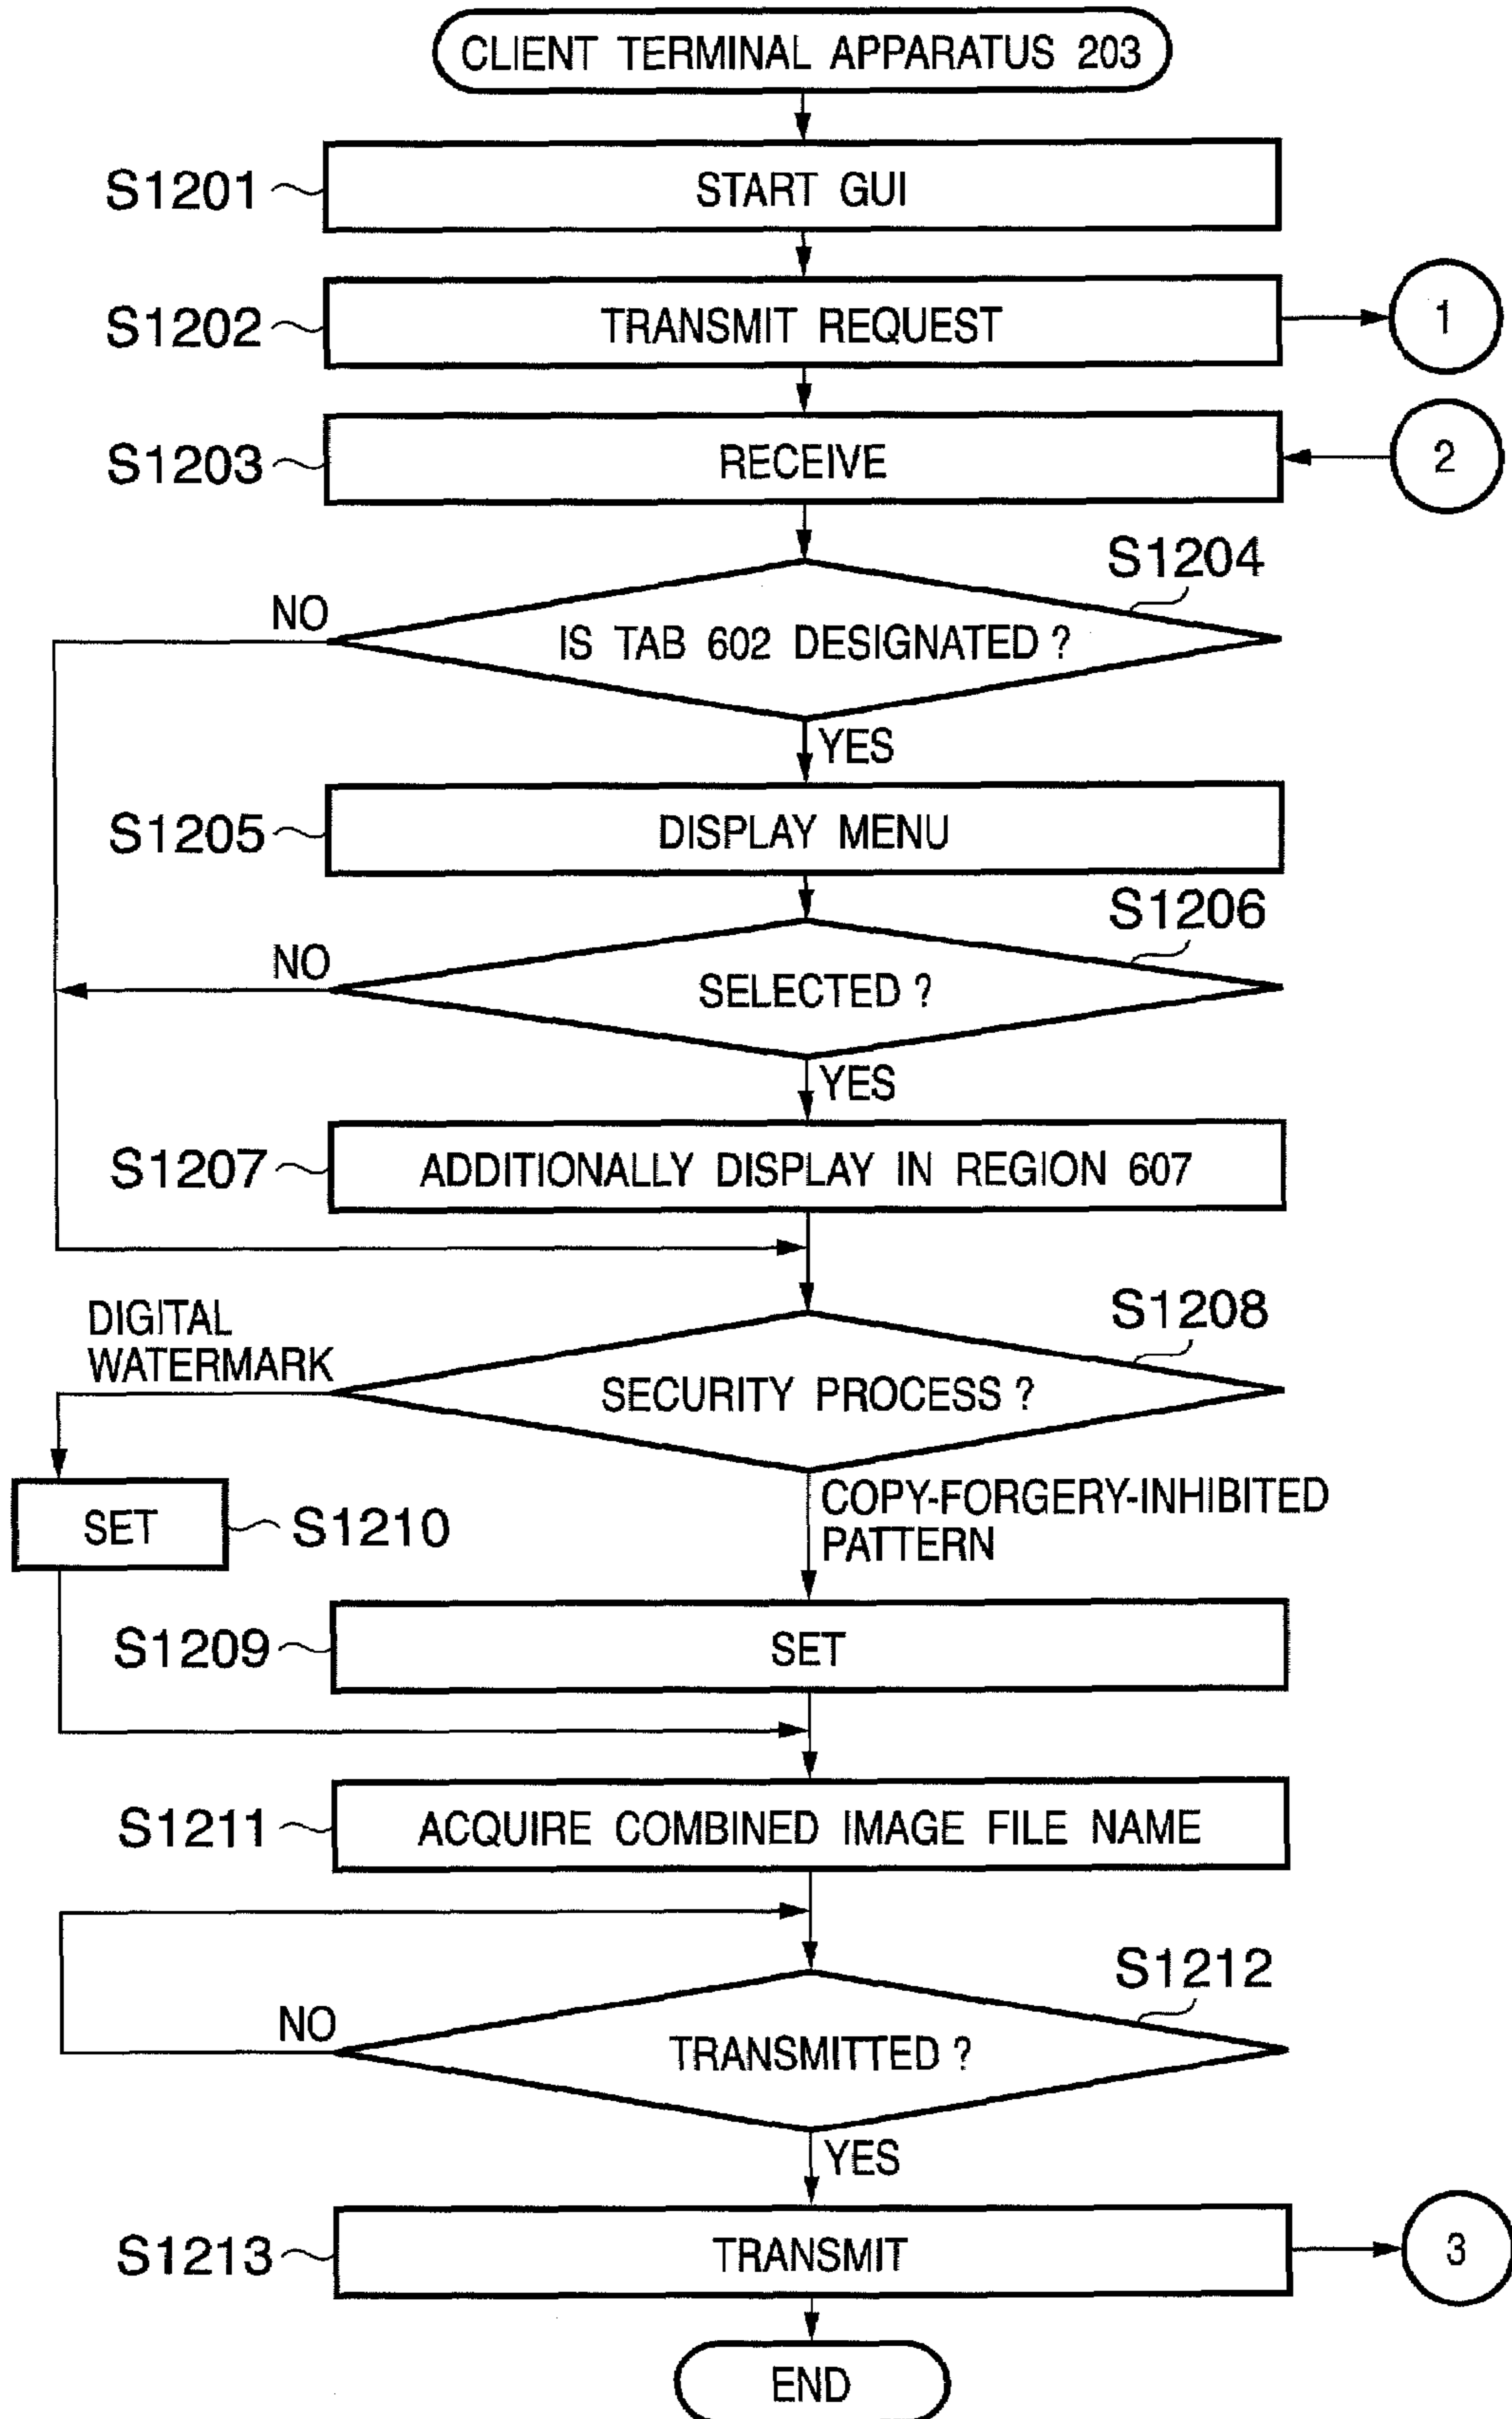 CLIENT TERMINAL APPARATUS 203
S1201
START GUI
S1202
TRANSMIT REQUEST
1
S1203
RECEIVE
2
S1204
NO
IS TAB 602 DESIGNATED ?
YES
S1205
DISPLAY MENU
S1206
NO
SELECTED ?
YES
S1207
ADDITIONALLY DISPLAY IN REGION 607
S1208
DIGITAL
WATERMARK
SECURITY PROCESS ?
COPY-FORGERY-INHIBITED
PATTERN
SET
S1210
S1209
SET
S1211
ACQUIRE COMBINED IMAGE FILE NAME
S1212
NO
TRANSMITTED ?
YES
S1213
TRANSMIT
3
END